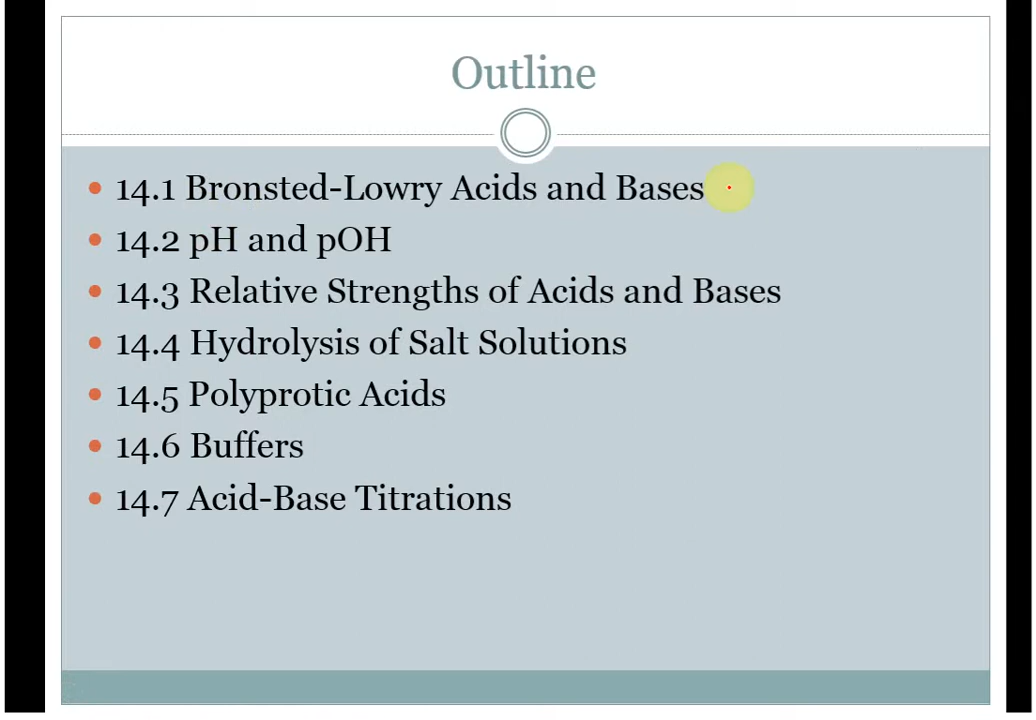 Outline
14.1 Bronsted-Lowry Acids and Bases
14.2 pH and pOH
14.3 Relative Strengths of Acids and Bases
14.4 Hydrolysis of Salt Solutions
14.5 Polyprotic Acids
14.6 Buffers
14.7 Acid-Base Titrations